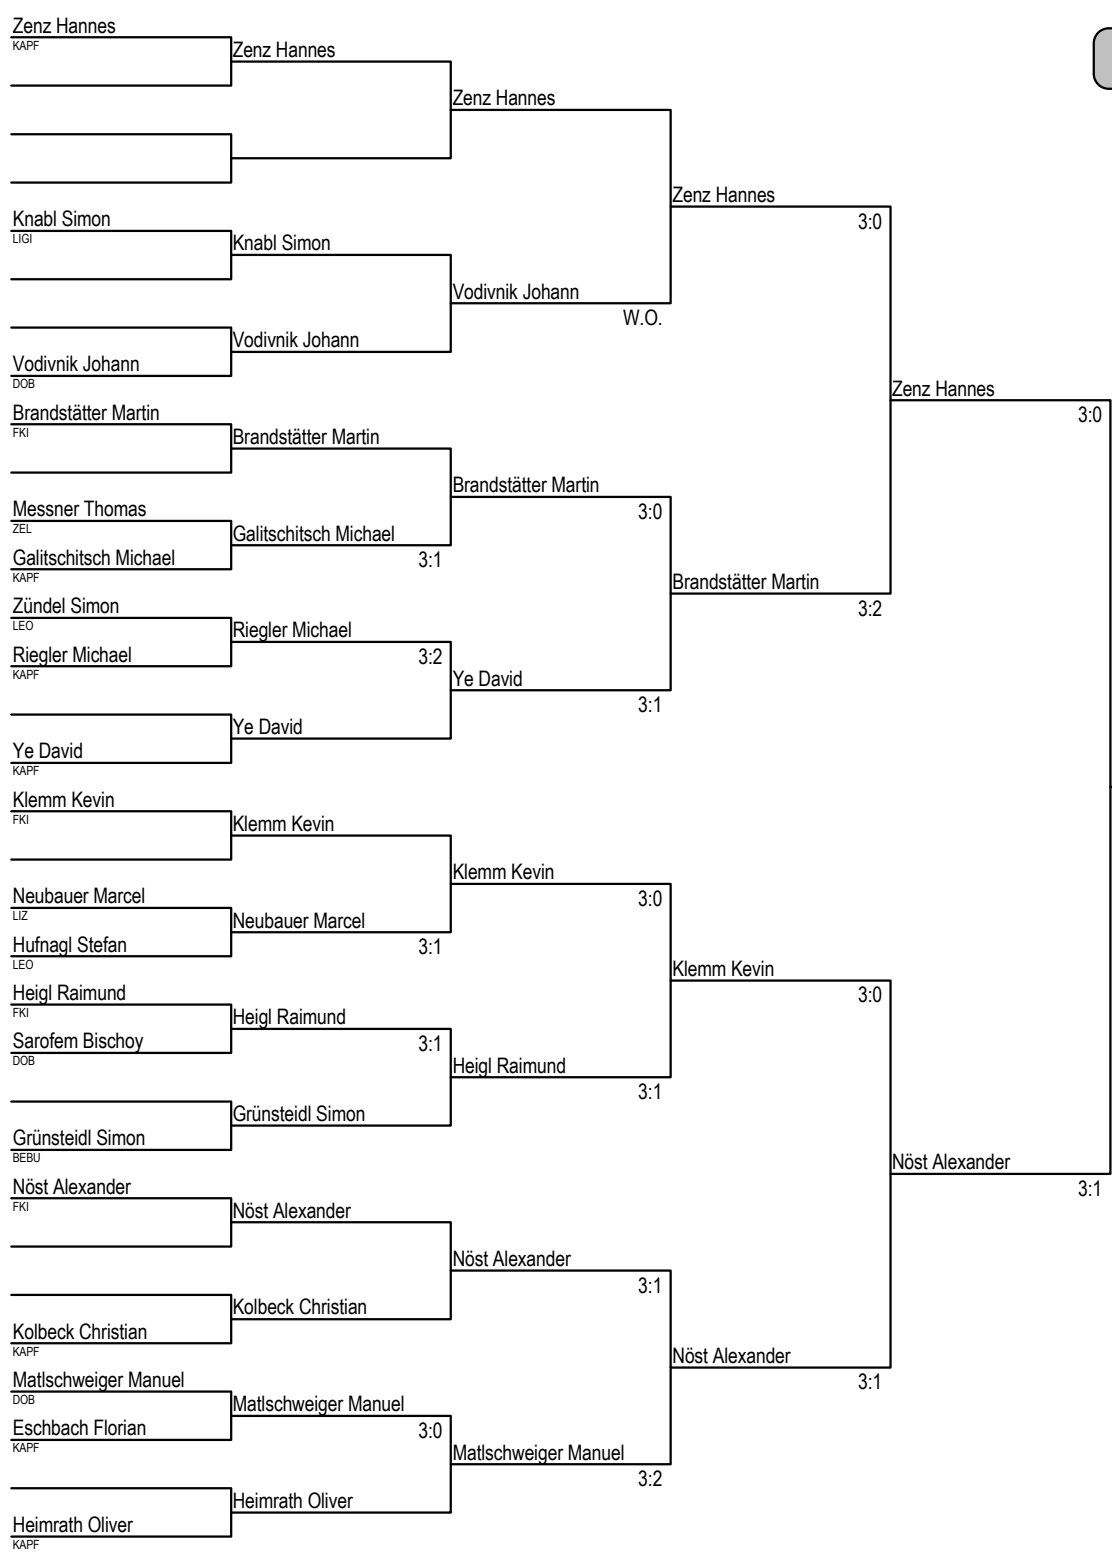 Zenz Hannes
KAPF
Zenz Hannes
Zenz Hannes
Zenz Hannes
3:0
Knabl Simon
LIGI
Knabl Simon
Vodivnik Johann
W.O.
Vodivnik Johann
Vodivnik Johann
DOB
Zenz Hannes
3:0
Brandstätter Martin
FKI
Brandstätter Martin
Brandstätter Martin
3:0
Messner Thomas
ZEL
Galitschitsch Michael
3:1
Galitschitsch Michael
KAPF
Brandstätter Martin
3:2
Zündel Simon
LEO
Riegler Michael
3:2
Riegler Michael
KAPF
Ye David
3:1
Ye David
Ye David
KAPF
Klemm Kevin
FKI
Klemm Kevin
Klemm Kevin
3:0
Neubauer Marcel
LIZ
Neubauer Marcel
3:1
Hufnagl Stefan
LEO
Klemm Kevin
3:0
Heigl Raimund
FKI
Heigl Raimund
3:1
Sarofem Bischoy
DOB
Heigl Raimund
3:1
Grünsteidl Simon
Grünsteidl Simon
BEBU
Nöst Alexander
3:1
Nöst Alexander
FKI
Nöst Alexander
Nöst Alexander
3:1
Kolbeck Christian
Kolbeck Christian
KAPF
Nöst Alexander
3:1
Matlschweiger Manuel
DOB
Matlschweiger Manuel
3:0
Eschbach Florian
KAPF
Matlschweiger Manuel
3:2
Heimrath Oliver
Heimrath Oliver
KAPF